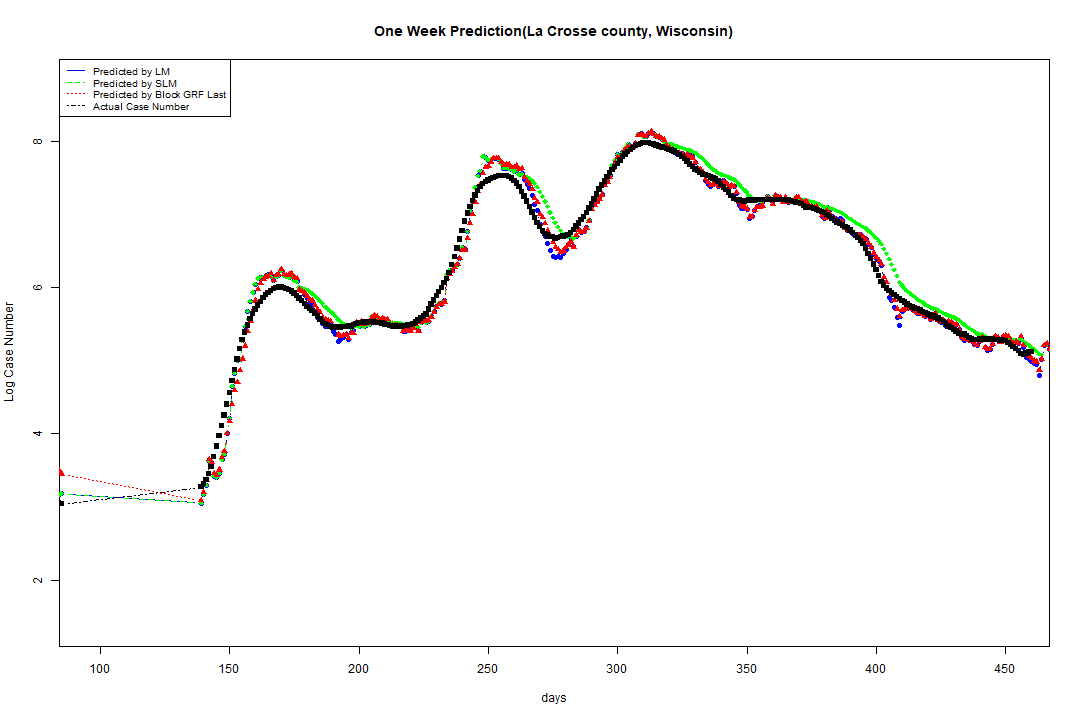 One Week Prediction(La Crosse county, Wisconsin)
Predicted by LM
Predicted by SLM
Predicted by Block GRF Last
Actual Case Number
8
6
4
2
Log Case Number
100 150 200 250 300 350 400 450
days